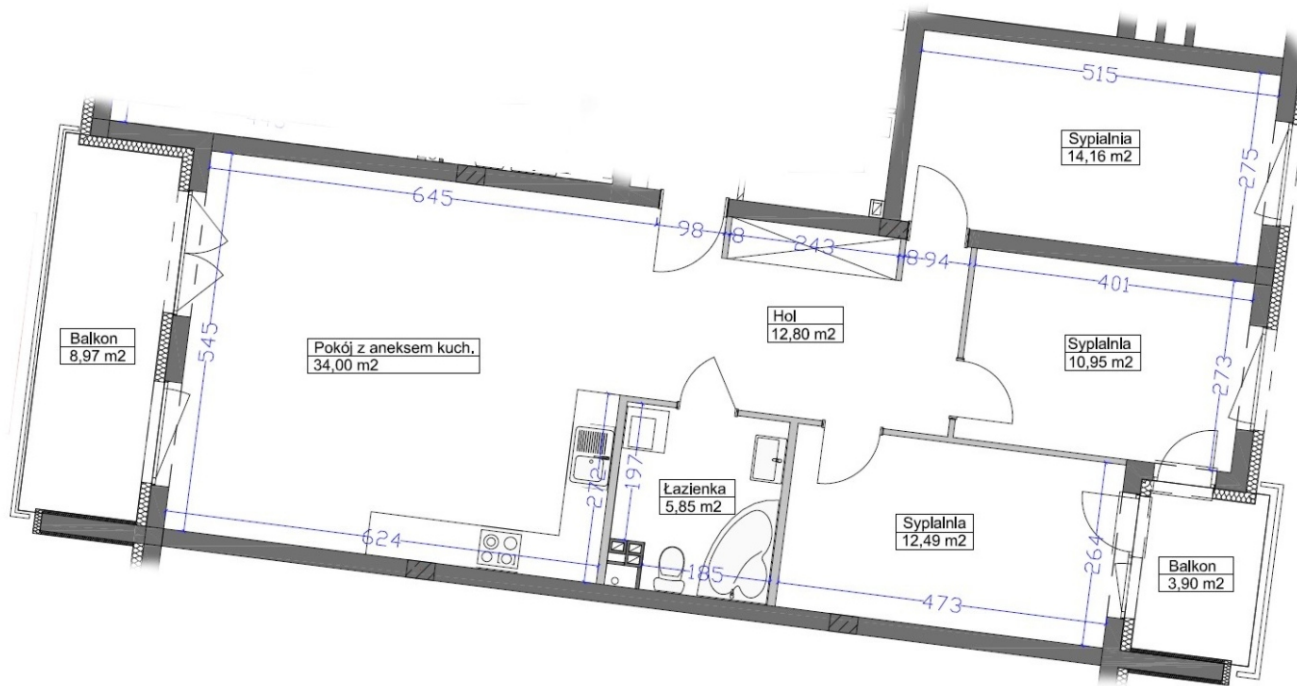 515
Sypialnia
14,16 m2
275
645
98
8
243
8
94
401
Hol
12,80 m2
Sypialnia
10,95 m2
273
Balkon
8,97 m2
545
Pokój z aneksem kuch.
34,00 m2
272
197
Łazienka
5,85 m2
Sypialnia
12,49 m2
264
624
185
473
Balkon
3,90 m2